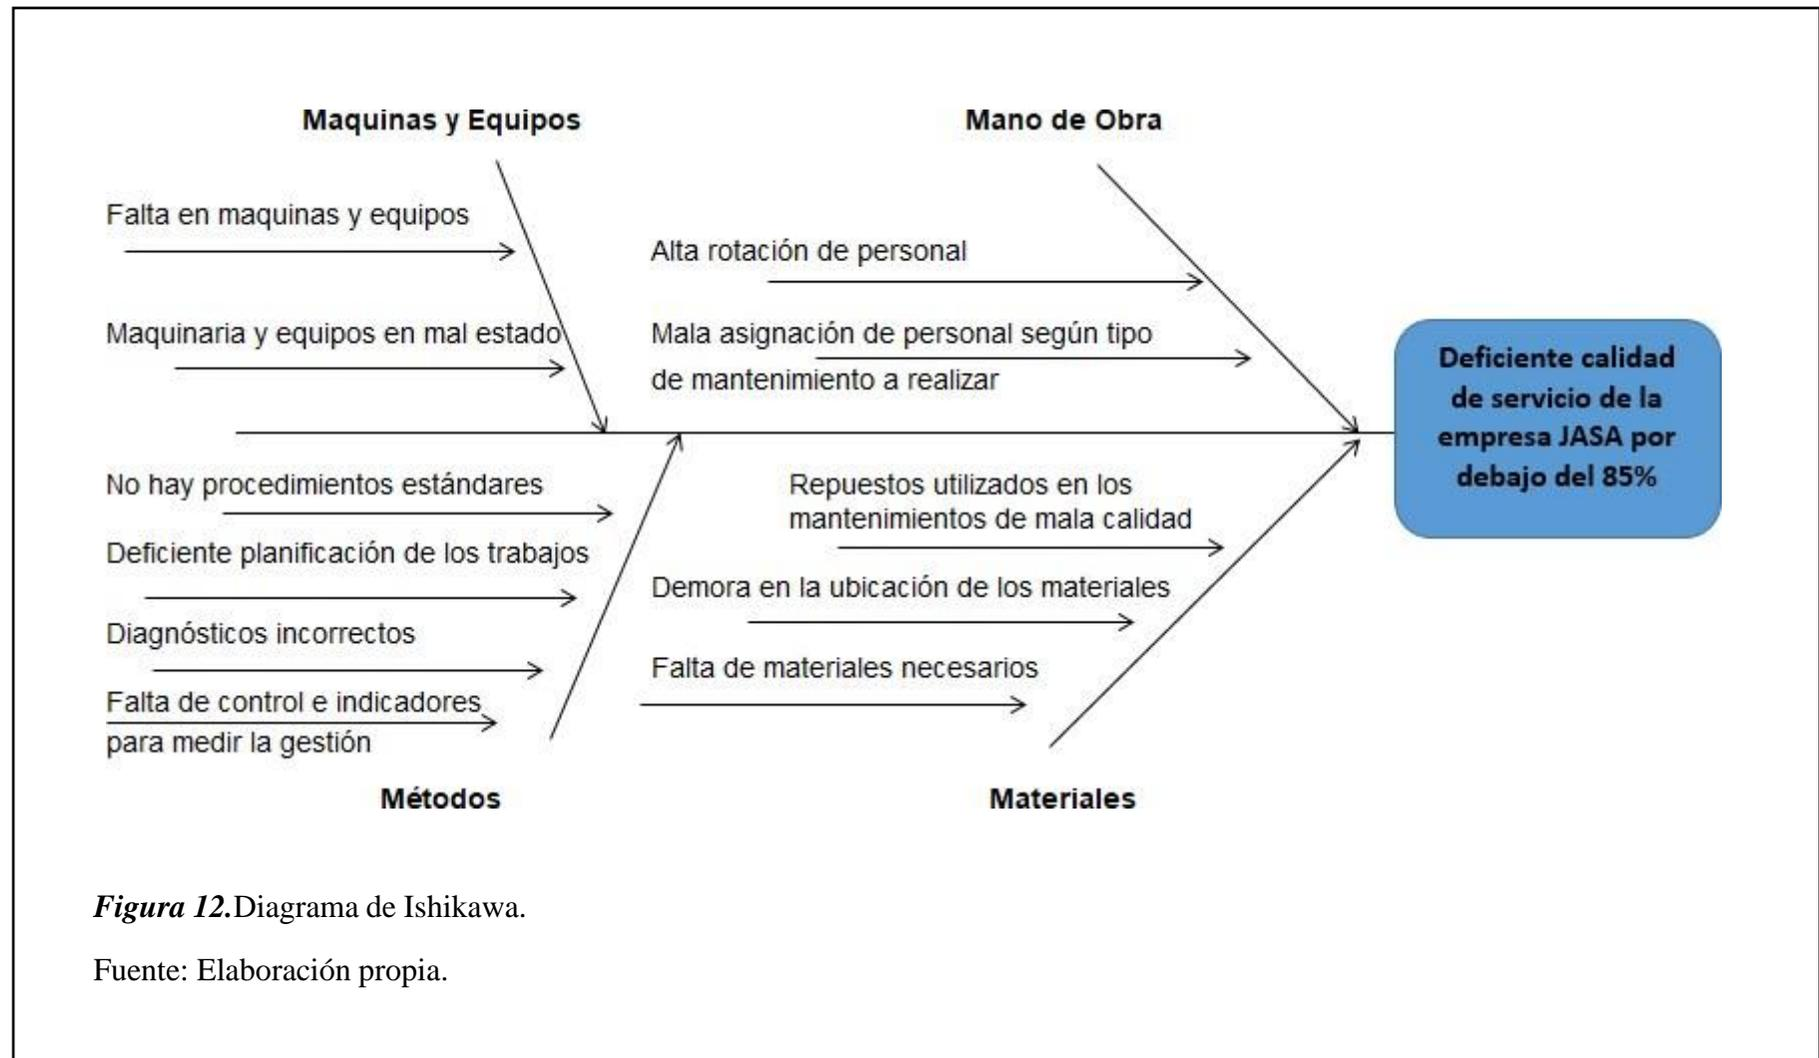 Maquinas y Equipos
Falta en maquinas y equipos
Maquinaria y equipos en mal estado
Mano de Obra
Alta rotación de personal
Mala asignación de personal según tipo
de mantenimiento a realizar
No hay procedimientos estándares
Deficiente planificación de los trabajos
Diagnósticos incorrectos
Falta de control e indicadores
para medir la gestión
Métodos
Repuestos utilizados en los
mantenimientos de mala calidad
Demora en la ubicación de los materiales
Falta de materiales necesarios
Materiales
Deficiente calidad
de servicio de la
empresa JASA por
debajo del 85%
Figura 12.Diagrama de Ishikawa.
Fuente: Elaboración propia.